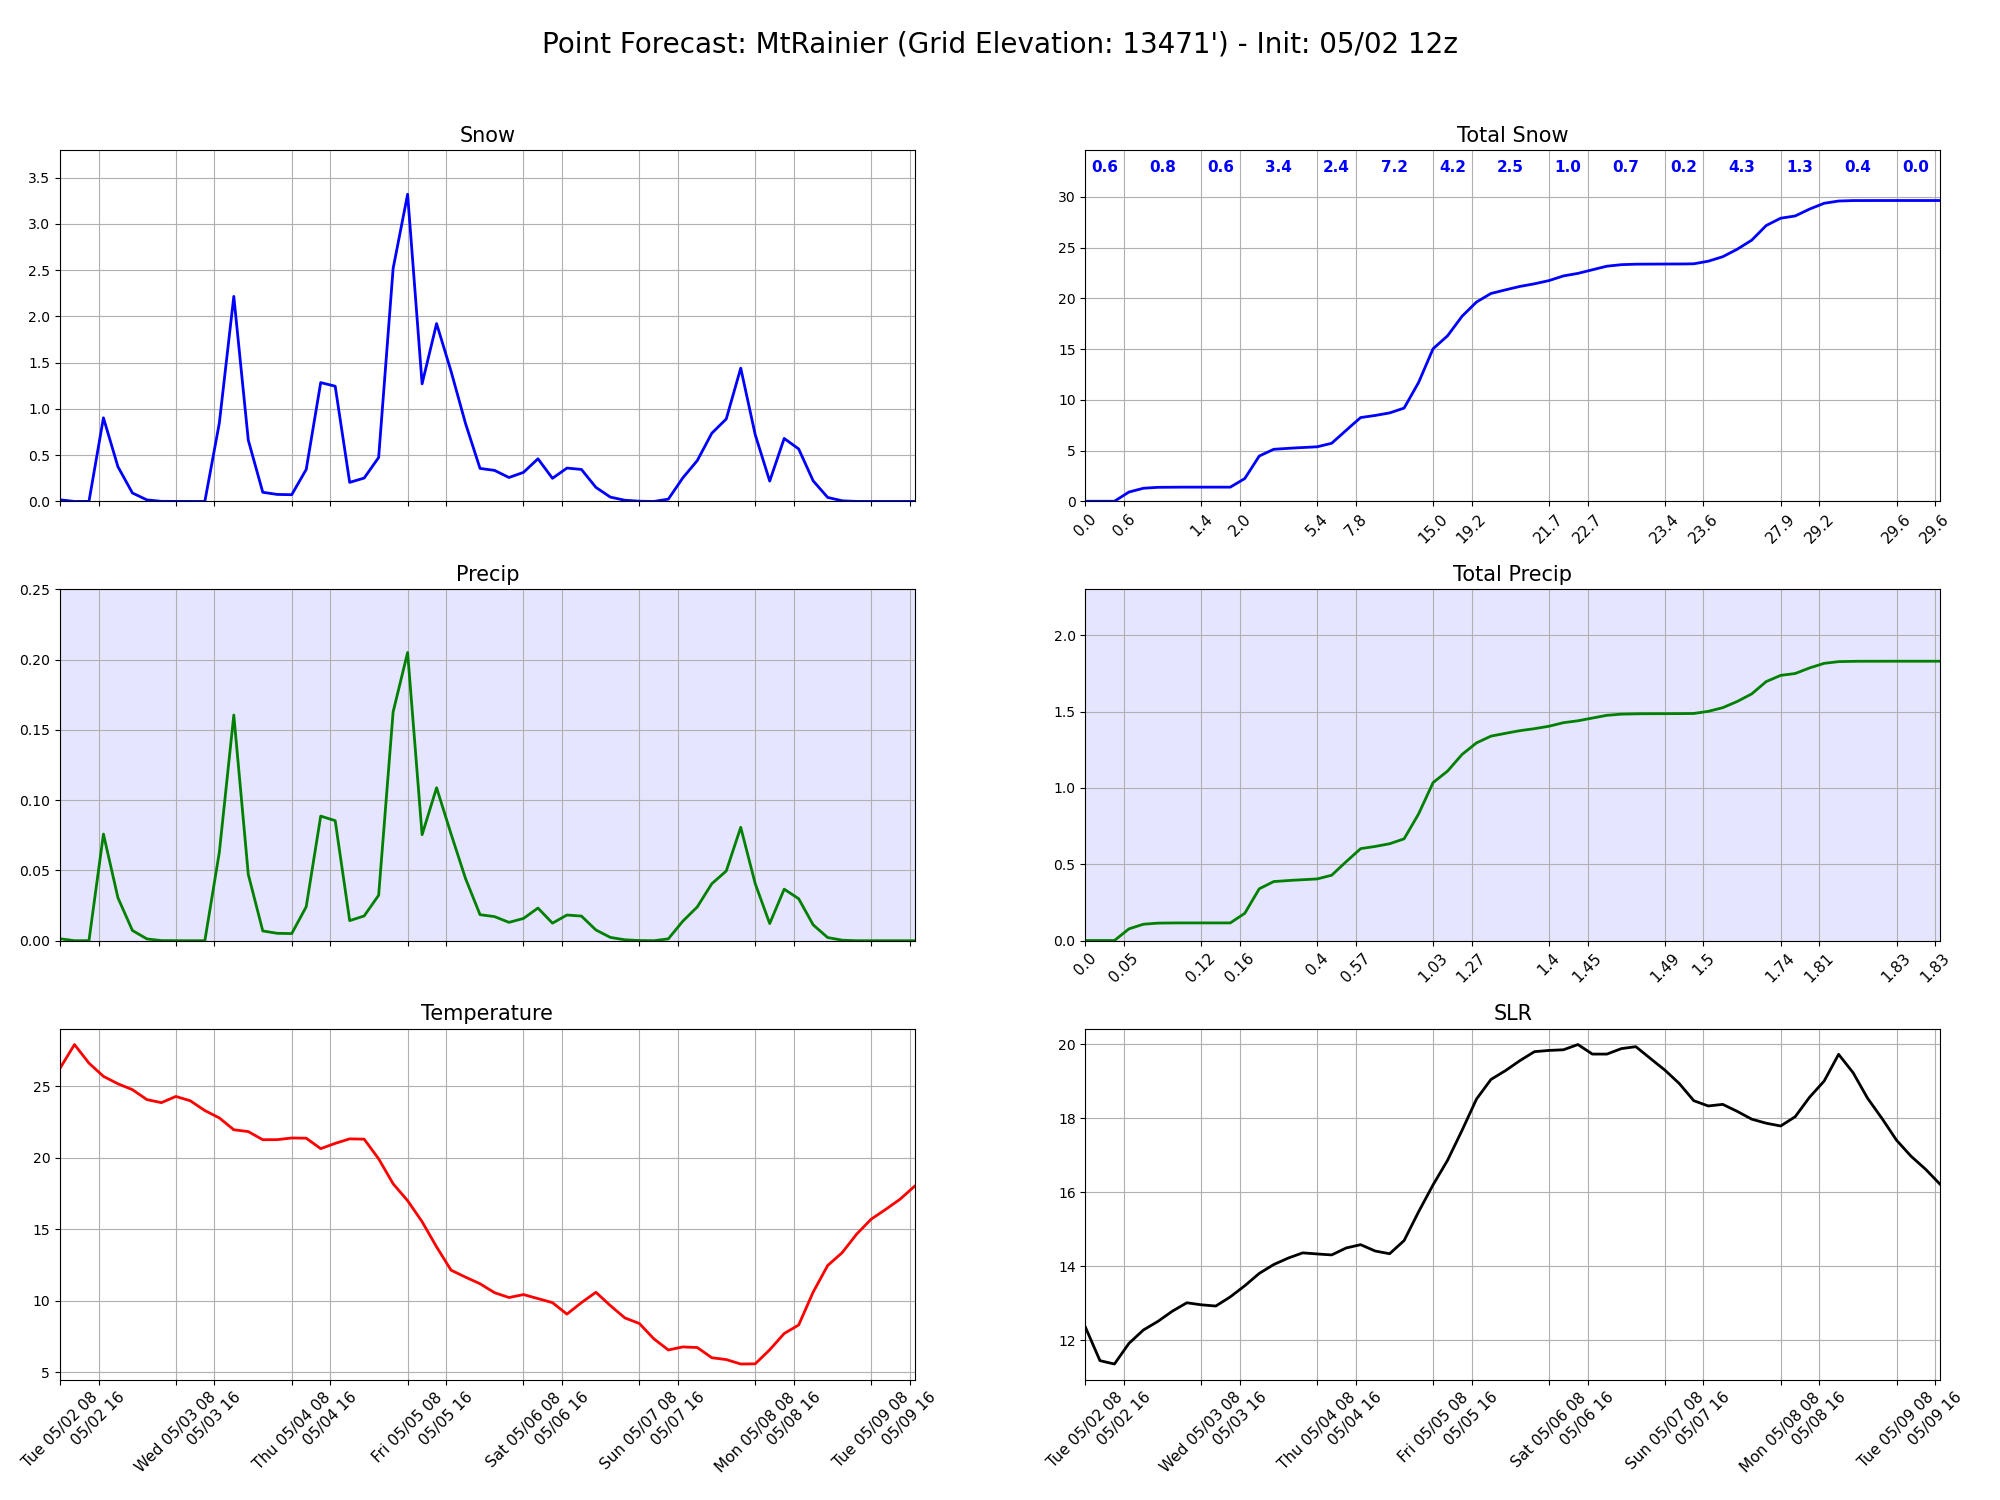 Point Forecast: MtRainier (Grid Elevation: 13471') - Init: 05/02 12z
Snow
3.5
3.0
2.5
2.0
1.5
1.0
0.5
0.0
Total Snow
0.6 0.8 0.6 3.4 2.4 7.2 4.2 2.5 1.0 0.7 0.2 4.3 1.3 0.4 0.0
30
25
20
15
10
5
0
0.0 0.6 1.4 2.0 5.4 7.8 15.0 19.2 21.7 22.7 23.4 23.6 27.9 29.2 29.6 29.6
Precip
0.25
0.20
0.15
0.10
0.05
0.00
Total Precip
2.0
1.5
1.0
0.5
0.0
0.0 0.05 0.12 0.16 0.4 0.57 1.03 1.27 1.4 1.45 1.49 1.5 1.74 1.81 1.83 1.83
Temperature
25
20
15
10
5
Tue 05/02 08
05/02 16
Wed 05/03 08
05/03 16
Thu 05/04 08
05/04 16
Fri 05/05 08
05/05 16
Sat 05/06 08
05/06 16
Sun 05/07 08
05/07 16
Mon 05/08 08
05/08 16
Tue 05/09 08
05/09 16
SLR
20
18
16
14
12
Tue 05/02 08
05/02 16
Wed 05/03 08
05/03 16
Thu 05/04 08
05/04 16
Fri 05/05 08
05/05 16
Sat 05/06 08
05/06 16
Sun 05/07 08
05/07 16
Mon 05/08 08
05/08 16
Tue 05/09 08
05/09 16